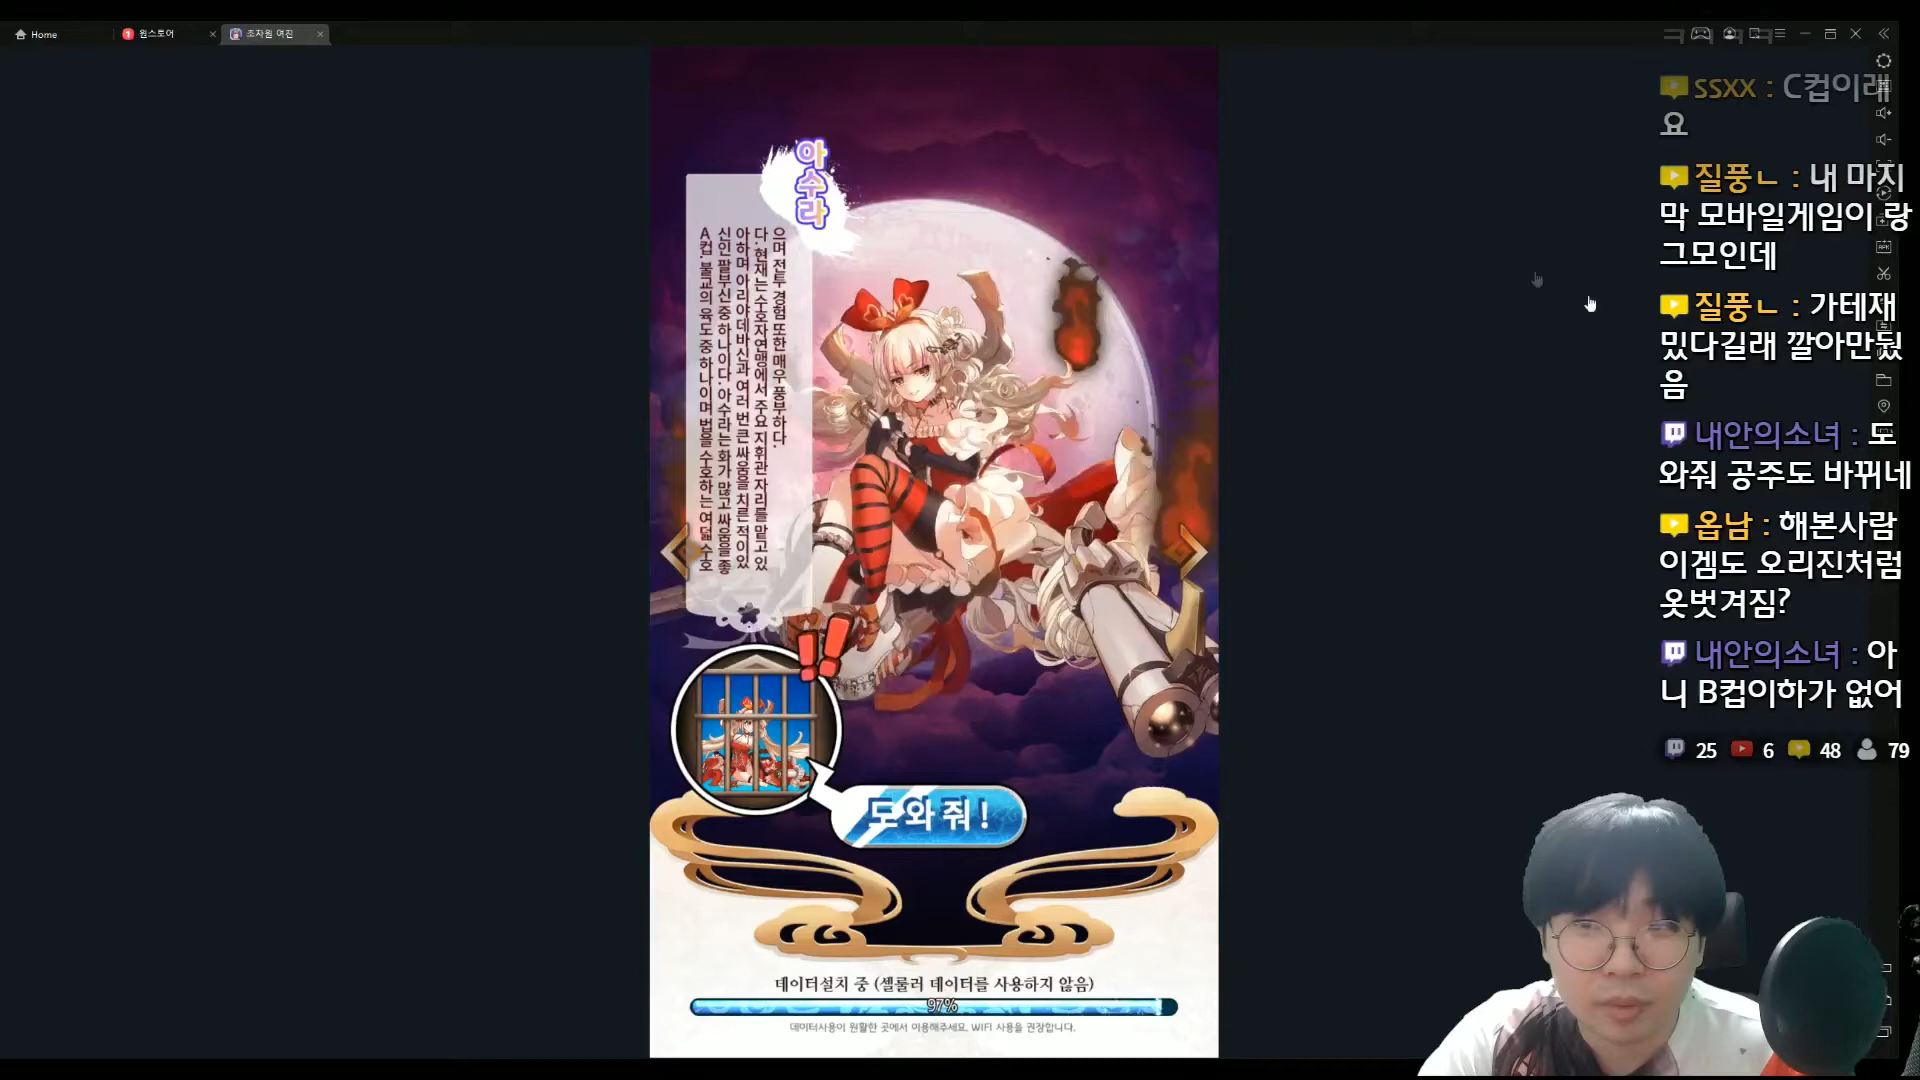 Home
원스토어
초차원 여친
ssxx : C컵이래
요
질풍ㄴ : 내 마지
막 모바일게임이 랑
그모인데
질풍ㄴ : 가테재
밌다길래 깔아만뒀
음
내안의소녀 : 도
와줘 공주도 바뀌네
옵남 : 해본사람
이겜도 오리진처럼
옷벗겨짐?
내안의소녀 : 아
니 B컵이하가 없어
25 6 48 79
아수라
A컵. 불교의 육도 중 하나이며 법을 수호하는 여덟 수호
신인 팔부신 중 하나이다. 아수라는 화가 많고 싸움을 좋
아하며 아리야데바신과 여러 번 큰 싸움을 치른 적이 있
다. 현재는 수호자연맹에서 주요 지휘관 자리를 맡고 있
으며 전투 경험 또한 매우 풍부하다.
!!
도와줘!
데이터설치 중 (셀룰러 데이터를 사용하지 않음)
97%
데이터사용이 원활한 곳에서 이용해주세요. WIFI 사용을 권장합니다.